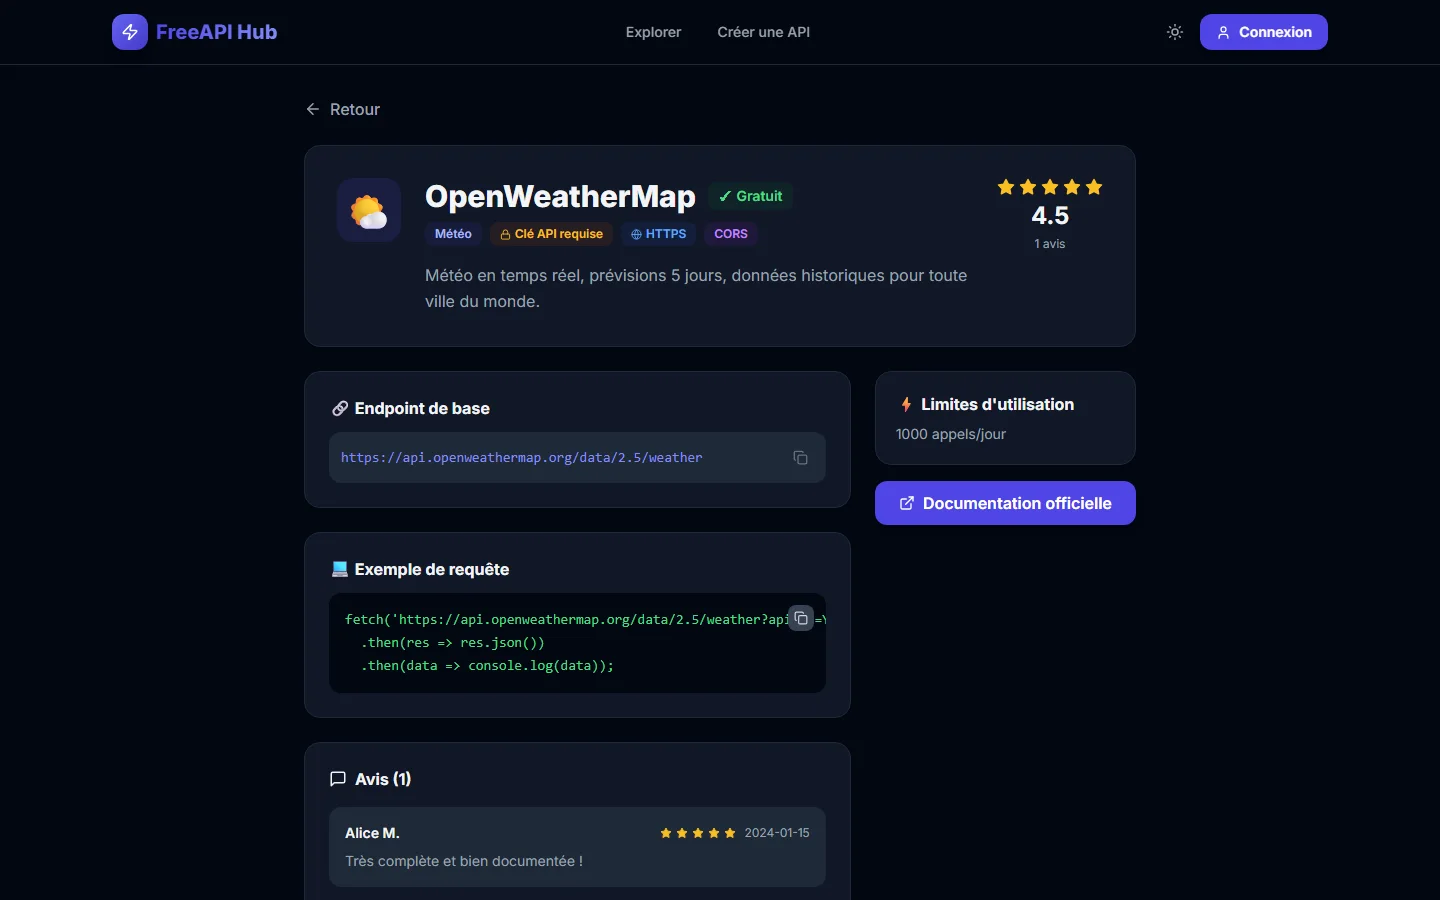 FreeAPI Hub
Explorer
Créer une API
Connexion
Retour
OpenWeatherMap
✓ Gratuit
Météo
Clé API requise
HTTPS
CORS
4.5
1 avis
Météo en temps réel, prévisions 5 jours, données historiques pour toute
ville du monde.
Endpoint de base
https://api.openweathermap.org/data/2.5/weather
Limites d'utilisation
1000 appels/jour
Documentation officielle
Exemple de requête
fetch('https://api.openweathermap.org/data/2.5/weather?api
.then(res => res.json())
.then(data => console.log(data));
Avis (1)
Alice M.
2024-01-15
Très complète et bien documentée !